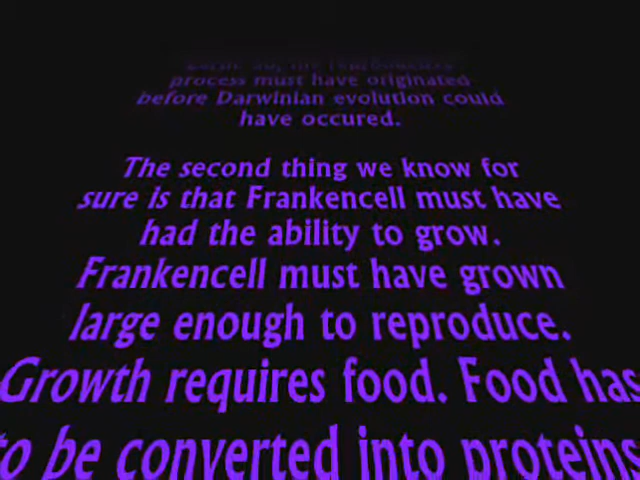 the reproductive
process must have originated
before Darwinian evolution could
have occured.
The second thing we know for
sure is that Frankencell must have
had the ability to grow.
Frankencell must have grown
large enough to reproduce.
Growth requires food. Food has
to be converted into proteins